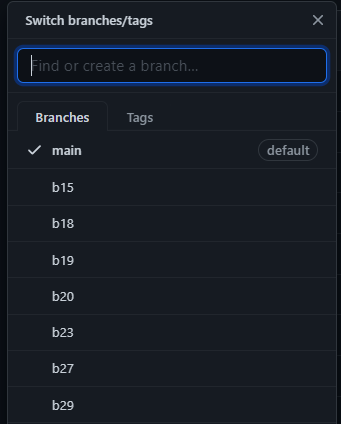 Switch branches/tags
Find or create a branch...
Branches Tags
main default
b15
b18
b19
b20
b23
b27
b29